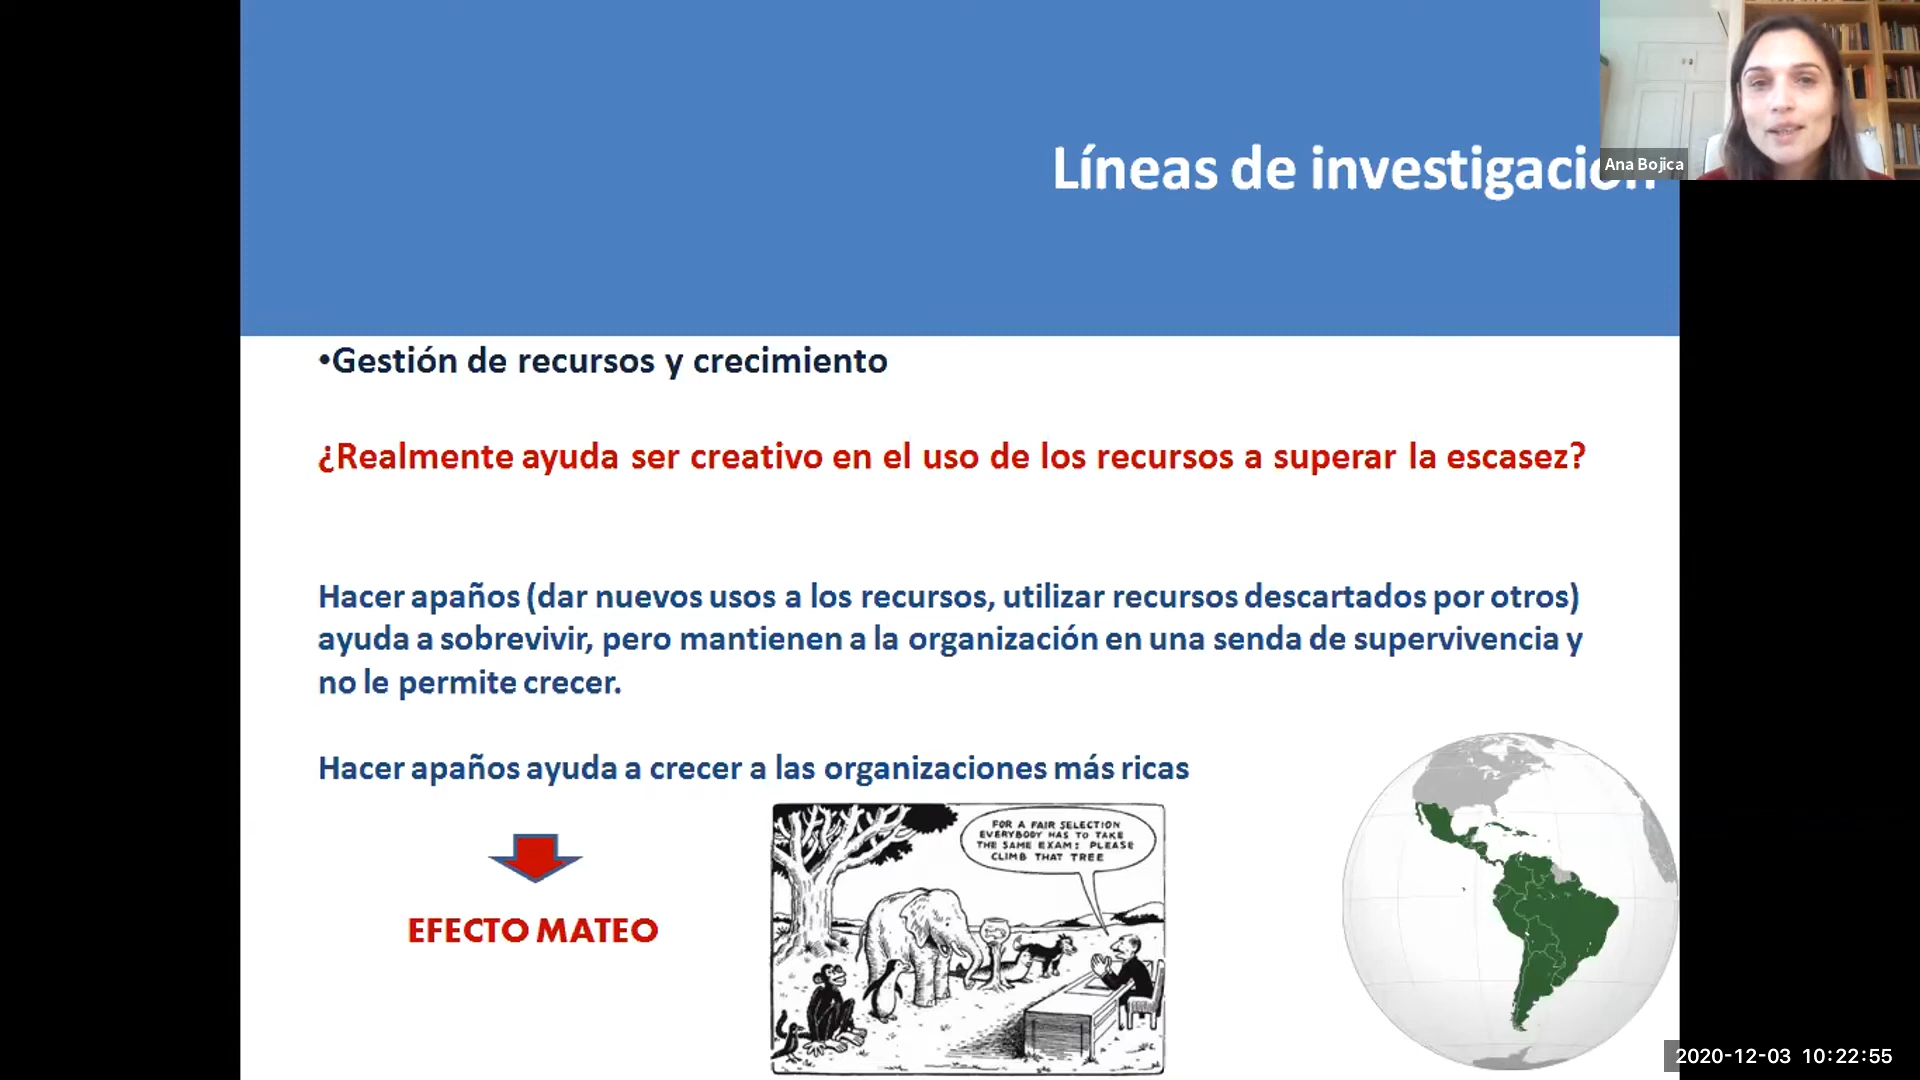 Líneas de investigación
Ana Bojica
•Gestión de recursos y crecimiento
¿Realmente ayuda ser creativo en el uso de los recursos a superar la escasez?
Hacer apaños (dar nuevos usos a los recursos, utilizar recursos descartados por otros)
ayuda a sobrevivir, pero mantienen a la organización en una senda de supervivencia y
no le permite crecer.
Hacer apaños ayuda a crecer a las organizaciones más ricas
EFECTO MATEO
FOR A FAIR SELECTION
EVERYBODY HAS TO TAKE
THE SAME EXAM: PLEASE
CLIMB THAT TREE
2020-12-03 10:22:55